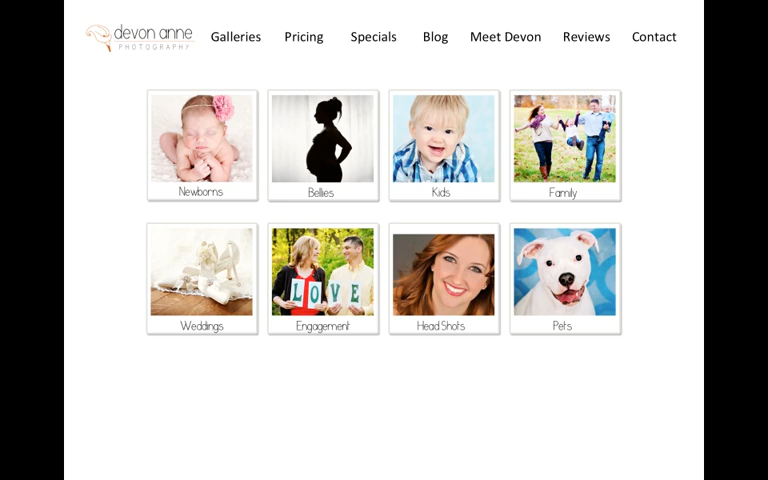 devon anne
PHOTOGRAPHY
Galleries
Pricing
Specials
Blog
Meet Devon
Reviews
Contact
Newborns
Bellies
Kids
Family
LOVE
Weddings
Engagement
Head Shots
Pets